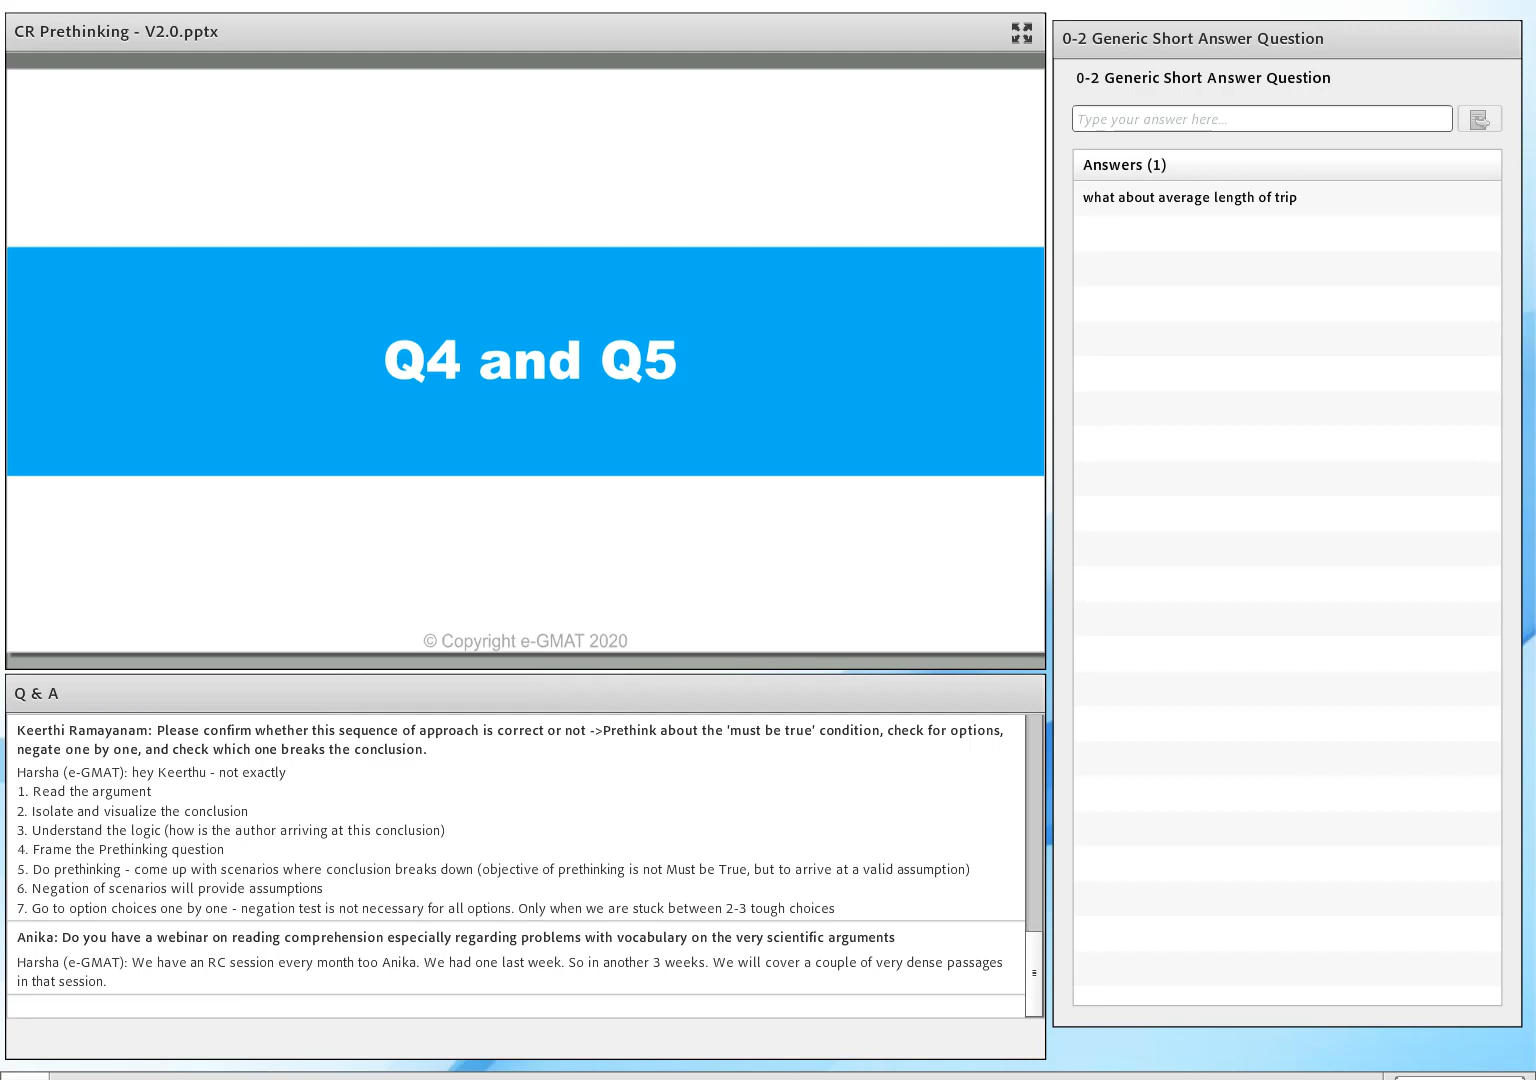 CR Prethinking - V2.0.pptx
Q4 and Q5
© Copyright e-GMAT 2020
Q & A
Keerthi Ramayanam: Please confirm whether this sequence of approach is correct or not ->Prethink about the 'must be true' condition, check for options,
negate one by one, and check which one breaks the conclusion.
Harsha (e-GMAT): hey Keerthu - not exactly
1. Read the argument
2. Isolate and visualize the conclusion
3. Understand the logic (how is the author arriving at this conclusion)
4. Frame the Prethinking question
5. Do prethinking - come up with scenarios where conclusion breaks down (objective of prethinking is not Must be True, but to arrive at a valid assumption)
6. Negation of scenarios will provide assumptions
7. Go to option choices one by one - negation test is not necessary for all options. Only when we are stuck between 2-3 tough choices
Anika: Do you have a webinar on reading comprehension especially regarding problems with vocabulary on the very scientific arguments
Harsha (e-GMAT): We have an RC session every month too Anika. We had one last week. So in another 3 weeks. We will cover a couple of very dense passages
in that session.
0-2 Generic Short Answer Question
0-2 Generic Short Answer Question
Type your answer here...
Answers (1)
what about average length of trip